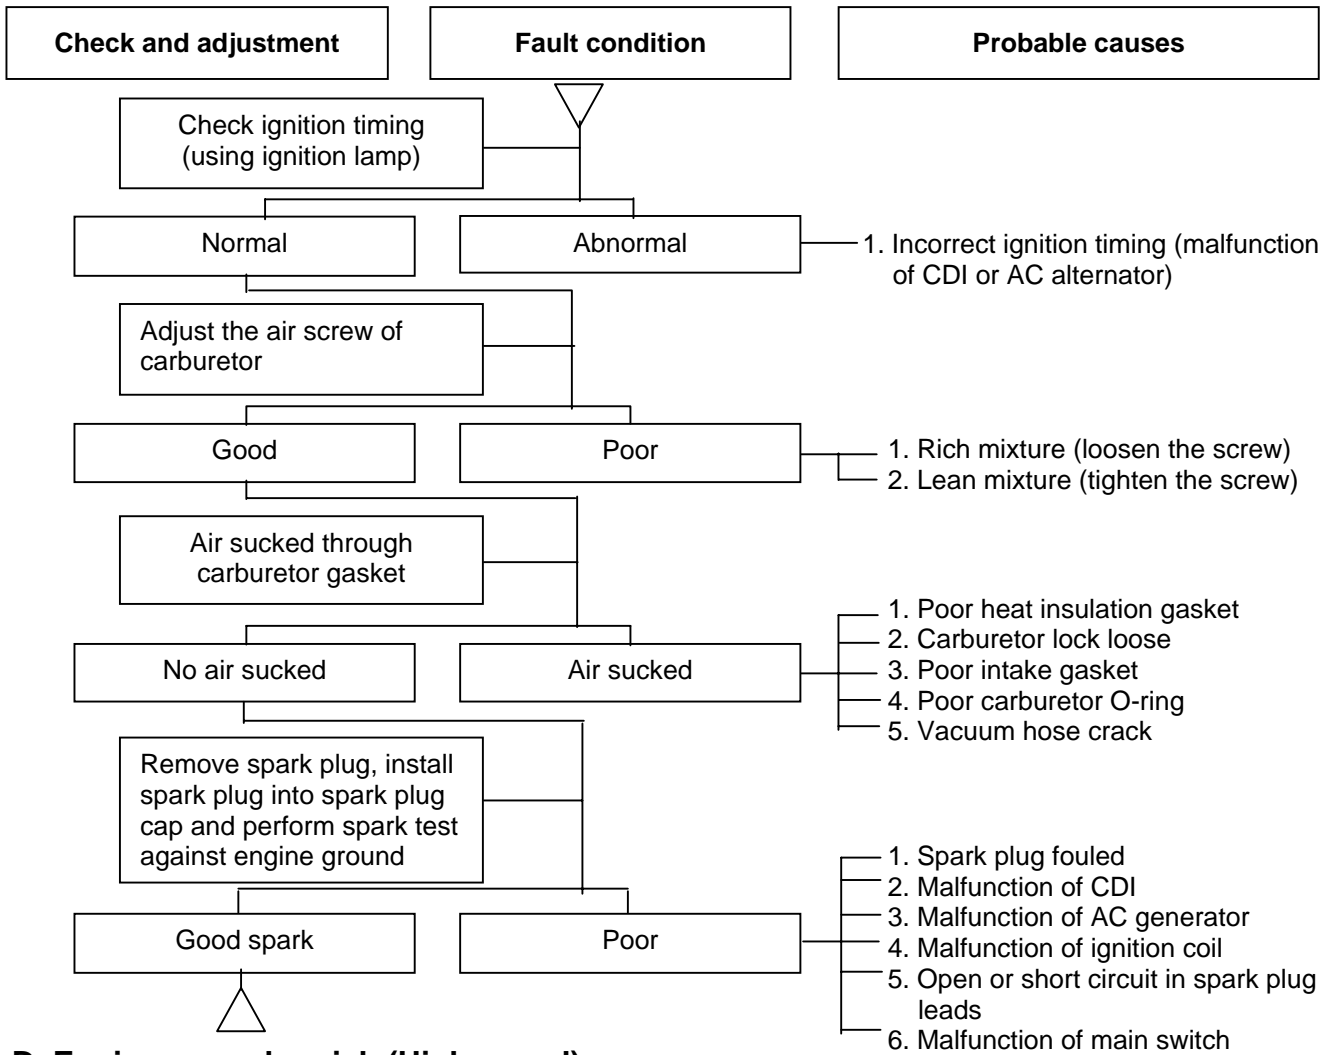 Check and adjustment
Fault condition
Probable causes
Check ignition timing
(using ignition lamp)
Normal
Abnormal
1. Incorrect ignition timing (malfunction
of CDI or AC alternator)
Adjust the air screw of
carburetor
Good
Poor
1. Rich mixture (loosen the screw)
2. Lean mixture (tighten the screw)
Air sucked through
carburetor gasket
No air sucked
Air sucked
1. Poor heat insulation gasket
2. Carburetor lock loose
3. Poor intake gasket
4. Poor carburetor O-ring
5. Vacuum hose crack
Remove spark plug, install
spark plug into spark plug
cap and perform spark test
against engine ground
Good spark
Poor
1. Spark plug fouled
2. Malfunction of CDI
3. Malfunction of AC generator
4. Malfunction of ignition coil
5. Open or short circuit in spark plug
leads
6. Malfunction of main switch